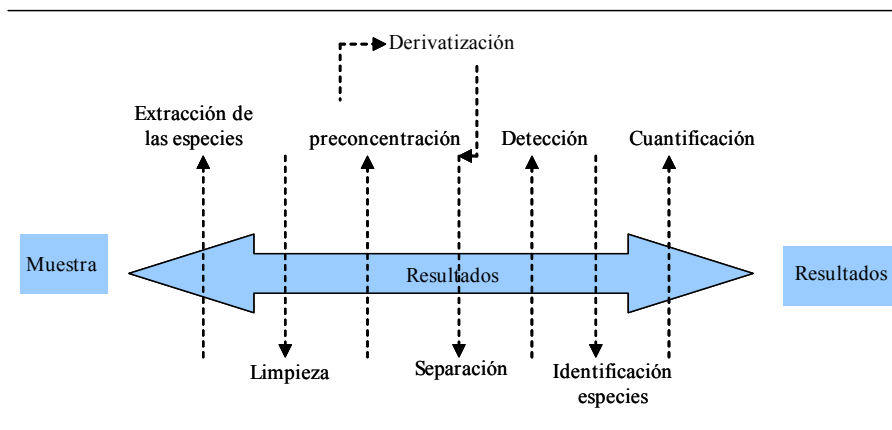 Derivatización
Extracción de
las especies
preconcentración
Detección
Cuantificación
Muestra
Resultados
Resultados
Limpieza
Separación
Identificación
especies